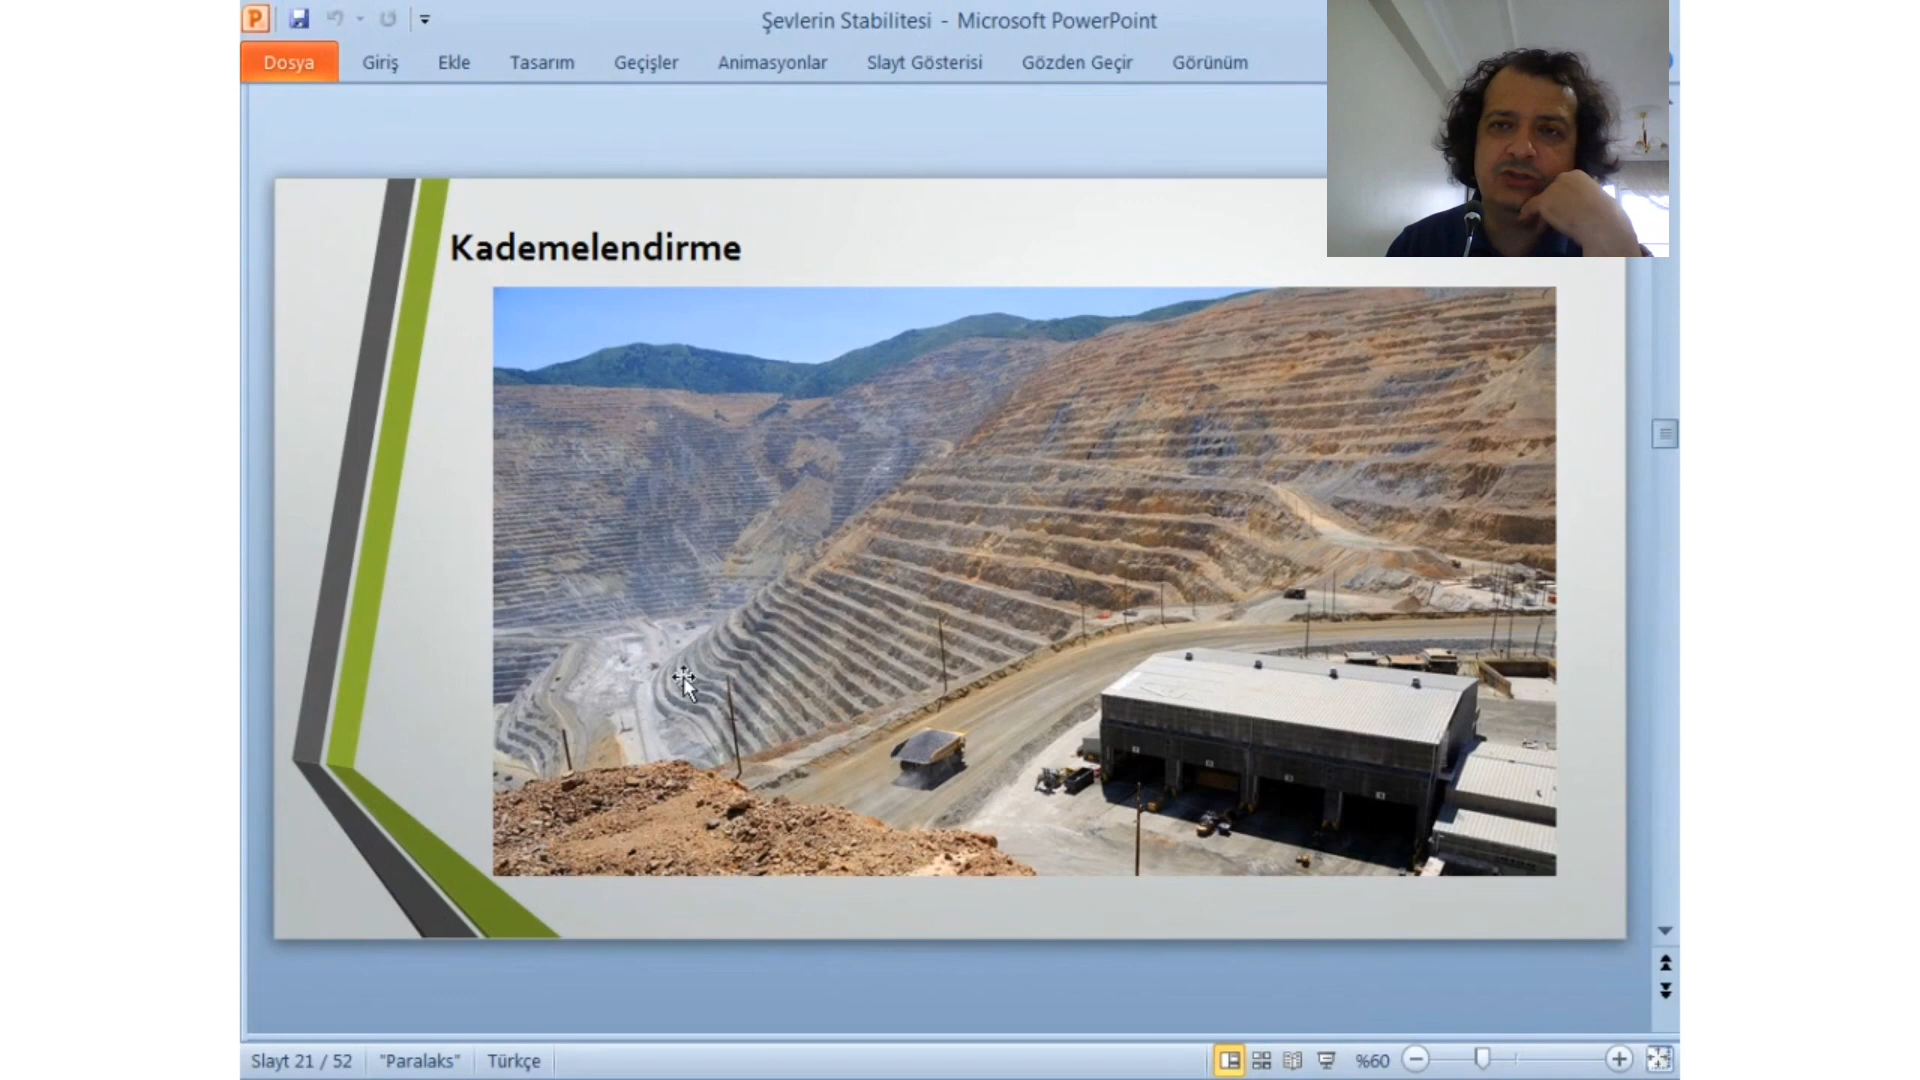 Şevlerin Stabilitesi - Microsoft PowerPoint
Dosya Giriş Ekle Tasarım Geçişler Animasyonlar Slayt Gösterisi Gözden Geçir Görünüm
Kademelendirme
Slayt 21 / 52 "Paralaks" Türkçe %60